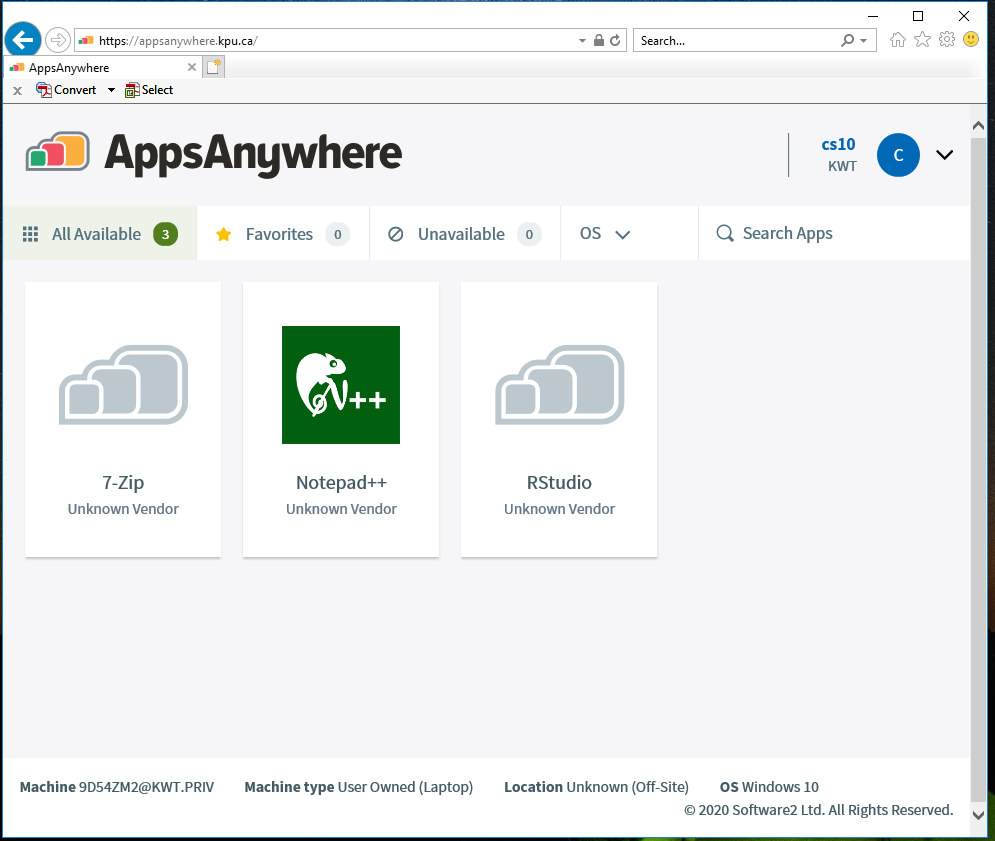 https://appsanywhere.kpu.ca/
Search...
AppsAnywhere
x Convert Select
AppsAnywhere
cs10
KWT
C
All Available 3 Favorites 0 Unavailable 0 OS Search Apps
++
7-Zip
Unknown Vendor
Notepad++
Unknown Vendor
RStudio
Unknown Vendor
Machine 9D54ZM2@KWT.PRIV Machine type User Owned (Laptop) Location Unknown (Off-Site) OS Windows 10
© 2020 Software2 Ltd. All Rights Reserved.